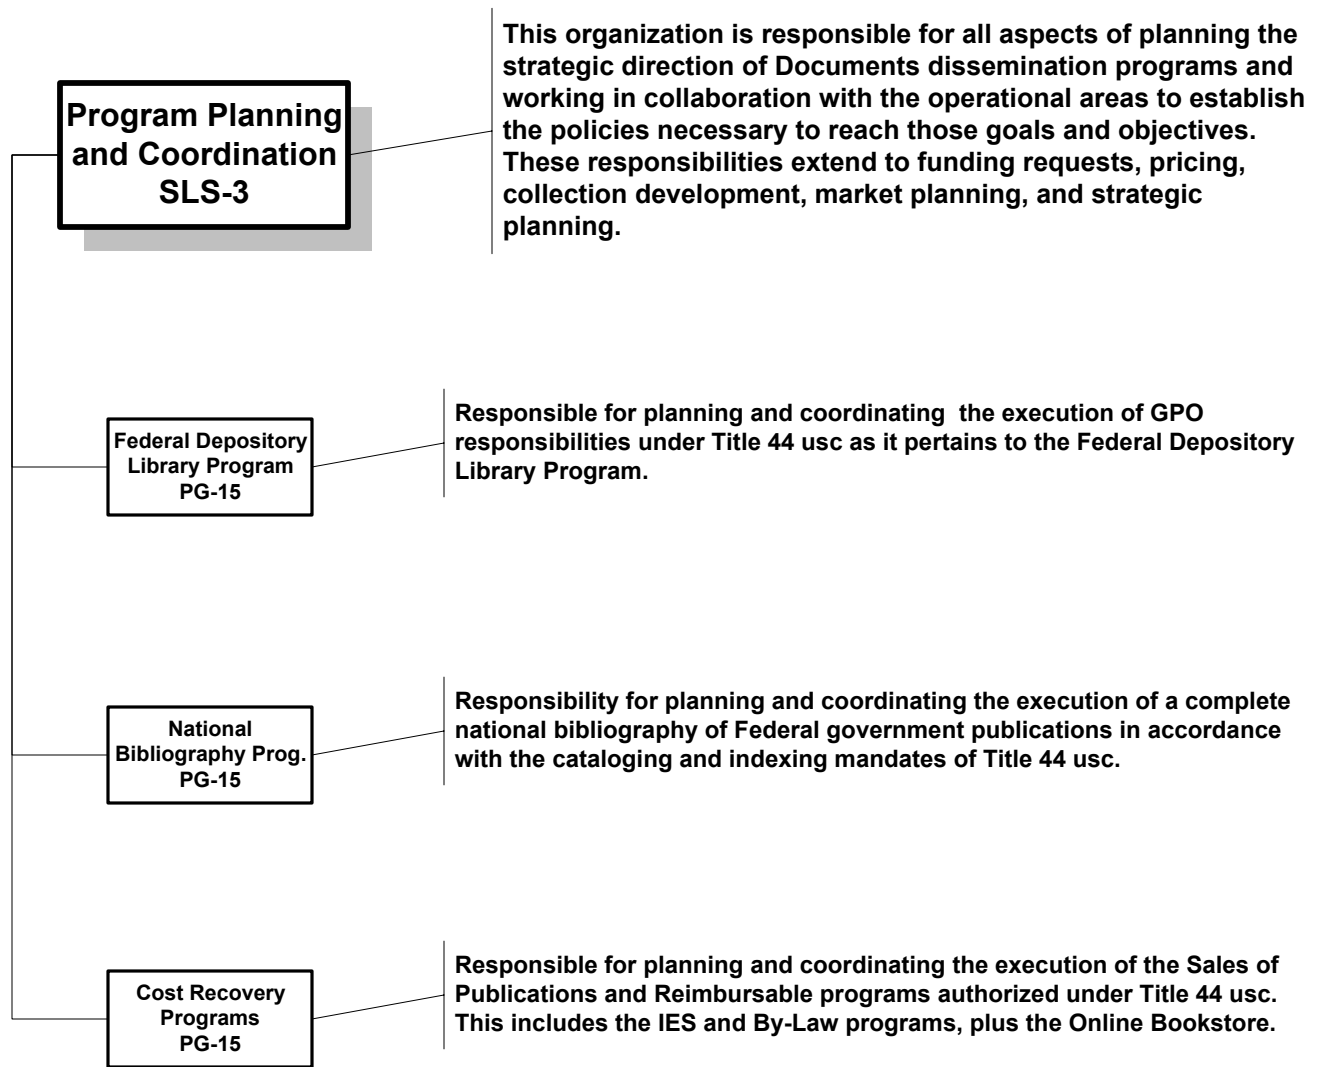 Program Planning
and Coordination
SLS-3
This organization is responsible for all aspects of planning the
strategic direction of Documents dissemination programs and
working in collaboration with the operational areas to establish
the policies necessary to reach those goals and objectives.
These responsibilities extend to funding requests, pricing,
collection development, market planning, and strategic
planning.
Federal Depository
Library Program
PG-15
Responsible for planning and coordinating  the execution of GPO
responsibilities under Title 44 usc as it pertains to the Federal Depository
Library Program.
National
Bibliography Prog.
PG-15
Responsibility for planning and coordinating the execution of a complete
national bibliography of Federal government publications in accordance
with the cataloging and indexing mandates of Title 44 usc.
Cost Recovery
Programs
PG-15
Responsible for planning and coordinating the execution of the Sales of
Publications and Reimbursable programs authorized under Title 44 usc.
This includes the IES and By-Law programs, plus the Online Bookstore.